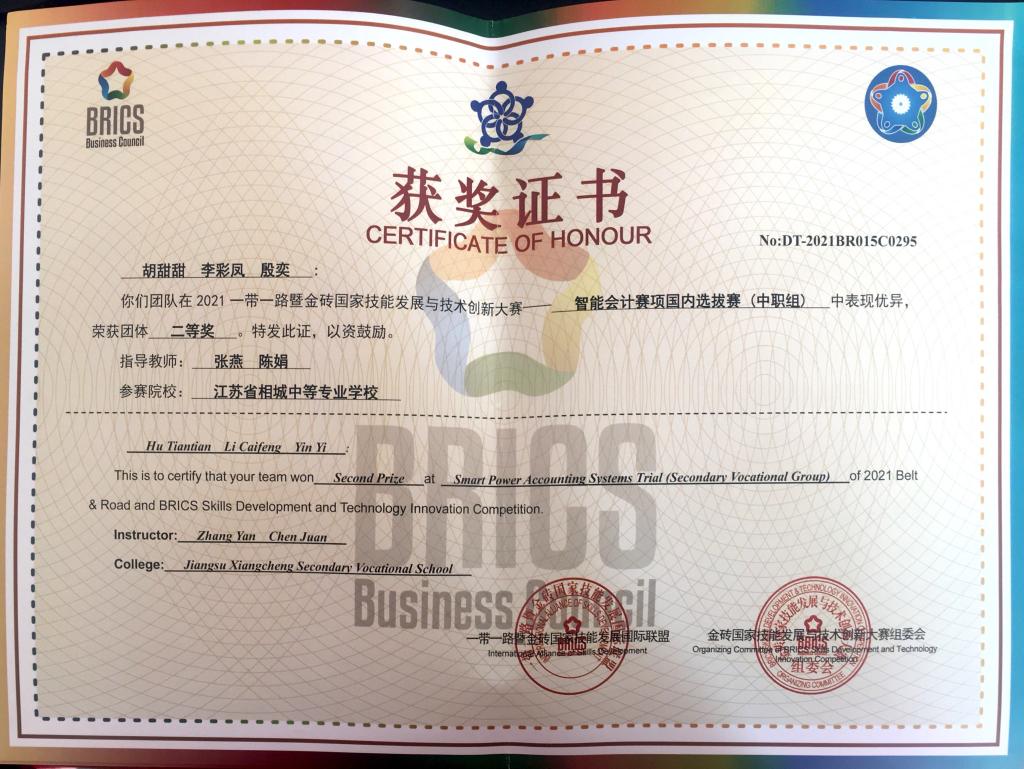 BRICS
Business Council
获奖证书
CERTIFICATE OF HONOUR
No:DT-2021BR015C0295
胡甜甜 李彩凤 殷奕 :
你们团队在 2021 一带一路暨金砖国家技能发展与技术创新大赛—— 智能会计赛项国内选拔赛（中职组） 中表现优异，
荣获团体 二等奖 。特发此证，以资鼓励。
指导教师： 张燕 陈娟
参赛院校： 江苏省相城中等专业学校
Hu Tiantian Li Caifeng Yin Yi :
This is to certify that your team won Second Prize at Smart Power Accounting Systems Trial (Secondary Vocational Group) of 2021 Belt
& Road and BRICS Skills Development and Technology Innovation Competition.
Instructor: Zhang Yan Chen Juan
College: Jiangsu Xiangcheng Secondary Vocational School
BRICS
Business Council
一带一路暨金砖国家技能发展国际联盟
International Alliance of Skills Development
金砖国家技能发展与技术创新大赛组委会
Organizing Committee of BRICS Skills Development and Technology
Innovation Competition
BRICS
组委会
ORGANIZING COMMITTEE